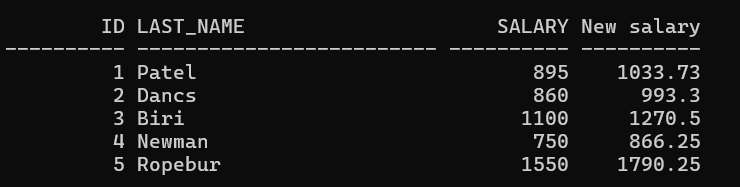 ID LAST_NAME SALARY New salary
---------- ------------------------- ---------- ----------
1 Patel 895 1033.73
2 Dancs 860 993.3
3 Biri 1100 1270.5
4 Newman 750 866.25
5 Ropebur 1550 1790.25